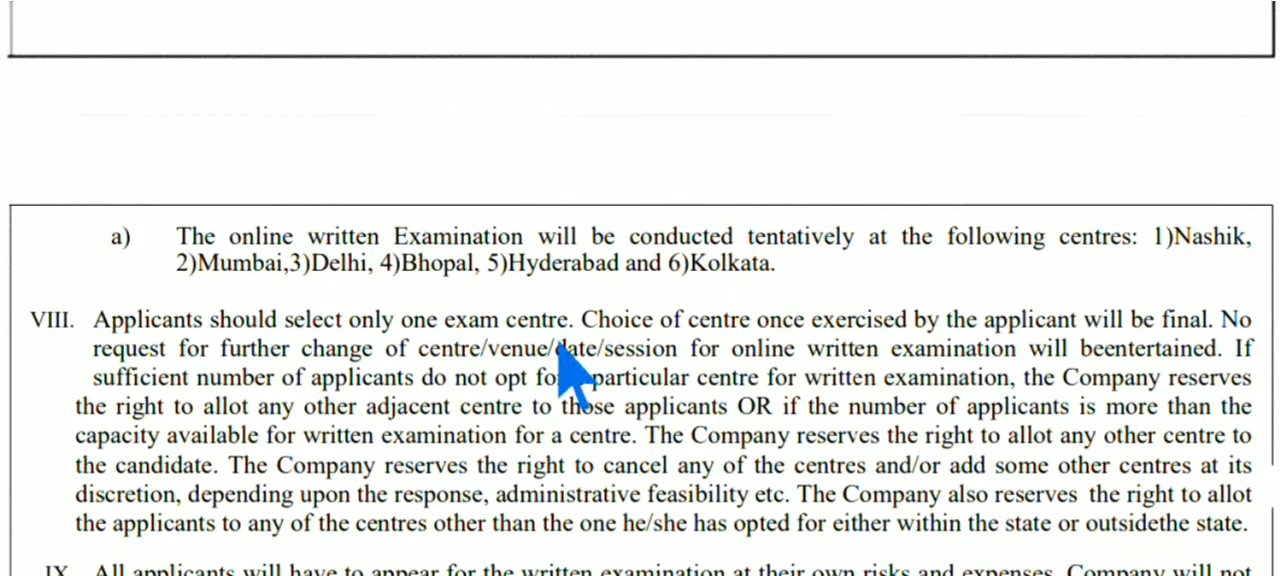 a) The online written Examination will be conducted tentatively at the following centres: 1)Nashik,
2)Mumbai,3)Delhi, 4)Bhopal, 5)Hyderabad and 6)Kolkata.
VIII. Applicants should select only one exam centre. Choice of centre once exercised by the applicant will be final. No
request for further change of centre/venue/date/session for online written examination will beentertained. If
sufficient number of applicants do not opt for particular centre for written examination, the Company reserves
the right to allot any other adjacent centre to those applicants OR if the number of applicants is more than the
capacity available for written examination for a centre. The Company reserves the right to allot any other centre to
the candidate. The Company reserves the right to cancel any of the centres and/or add some other centres at its
discretion, depending upon the response, administrative feasibility etc. The Company also reserves the right to allot
the applicants to any of the centres other than the one he/she has opted for either within the state or outsidethe state.
IX. All applicants will have to appear for the written examination at their own risks and expenses. Company will not